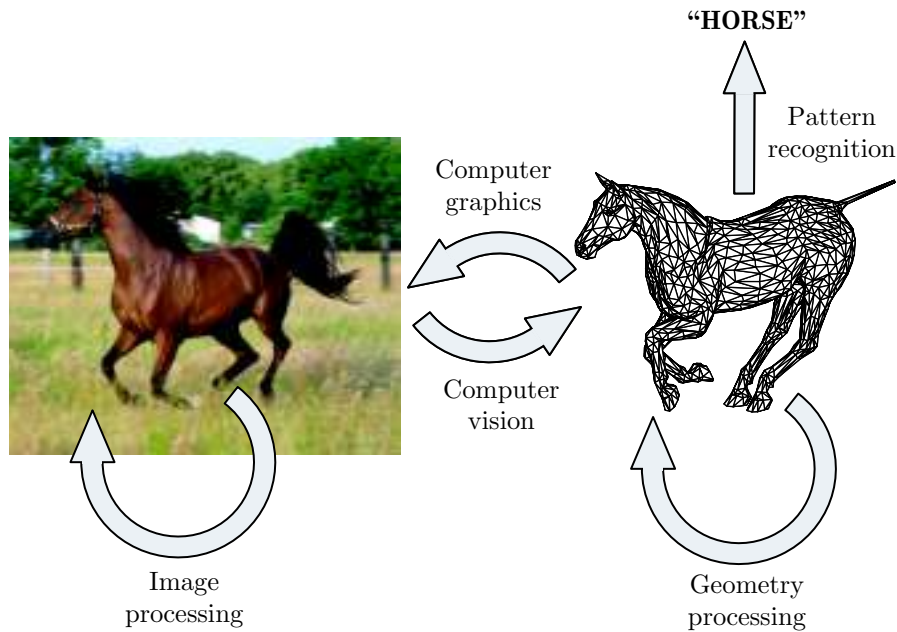 “HORSE”
Pattern
recognition
Computer
graphics
Computer
vision
Image
processing
Geometry
processing